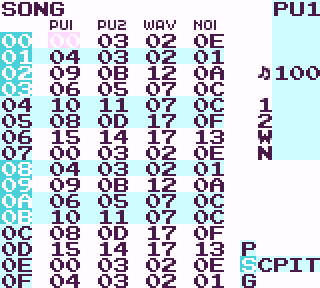 SONG PU1
PU1 PU2 WAV NOI
00 00 03 02 0E
01 04 03 02 01
02 09 0B 12 0A ♫100
03 06 05 07 0C
04 10 11 07 0C 1
05 08 0D 17 0F 2
06 15 14 17 13 W
07 00 03 02 0E N
08 04 03 02 01
09 09 0B 12 0A
0A 06 05 07 0C
0B 10 11 07 0C
0C 08 0D 17 0F
0D 15 14 17 13 P
0E 00 03 02 0E SCPIT
0F 04 03 02 01 G